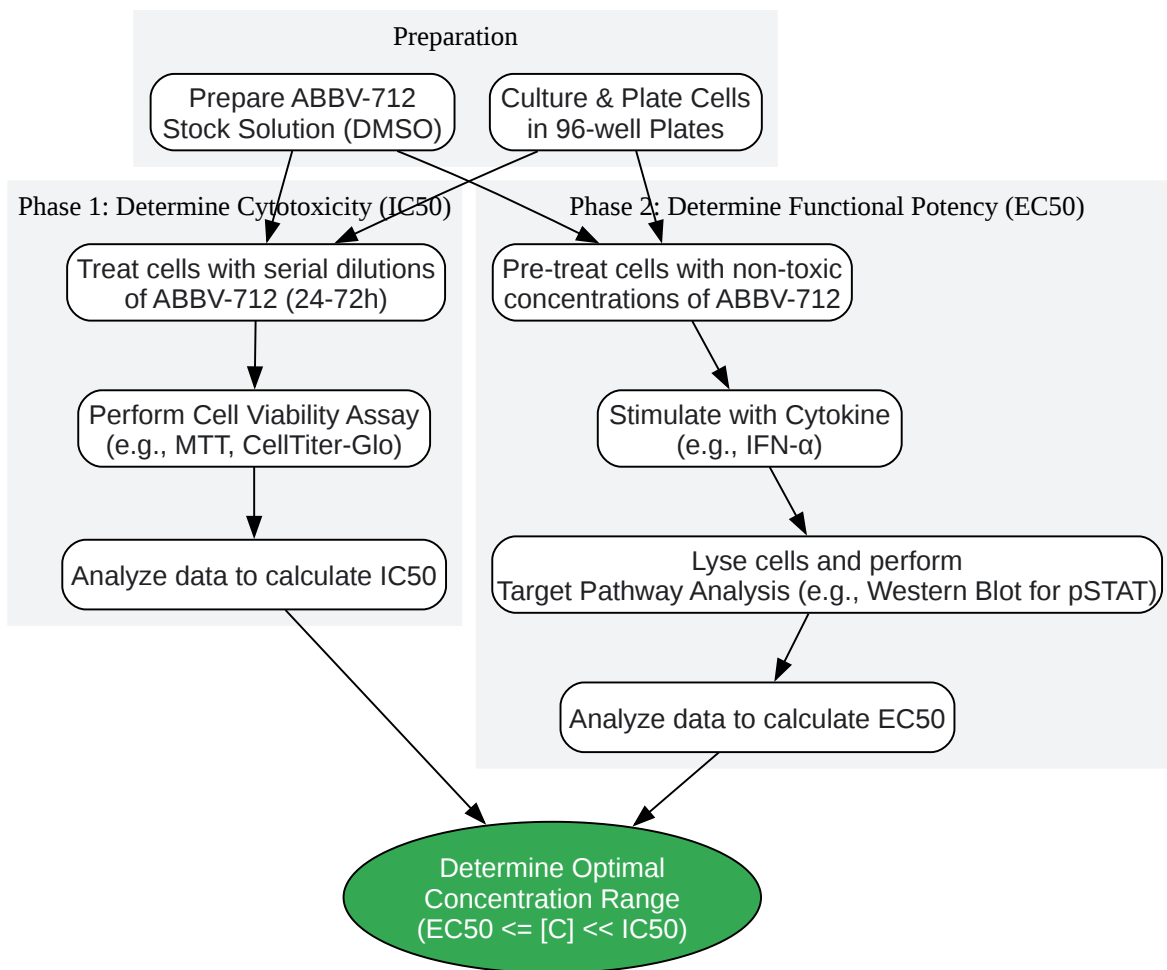 Preparation
Prepare ABBV-712
Stock Solution (DMSO)
Culture & Plate Cells
in 96-well Plates
Phase 1: Determine Cytotoxicity (IC50)
Treat cells with serial dilutions
of ABBV-712 (24-72h)
Perform Cell Viability Assay
(e.g., MTT, CellTiter-Glo)
Analyze data to calculate IC50
Phase 2: Determine Functional Potency (EC50)
Pre-treat cells with non-toxic
concentrations of ABBV-712
Stimulate with Cytokine
(e.g., IFN-α)
Lyse cells and perform
Target Pathway Analysis (e.g., Western Blot for pSTAT)
Analyze data to calculate EC50
Determine Optimal
Concentration Range
(EC50 <= [C] << IC50)